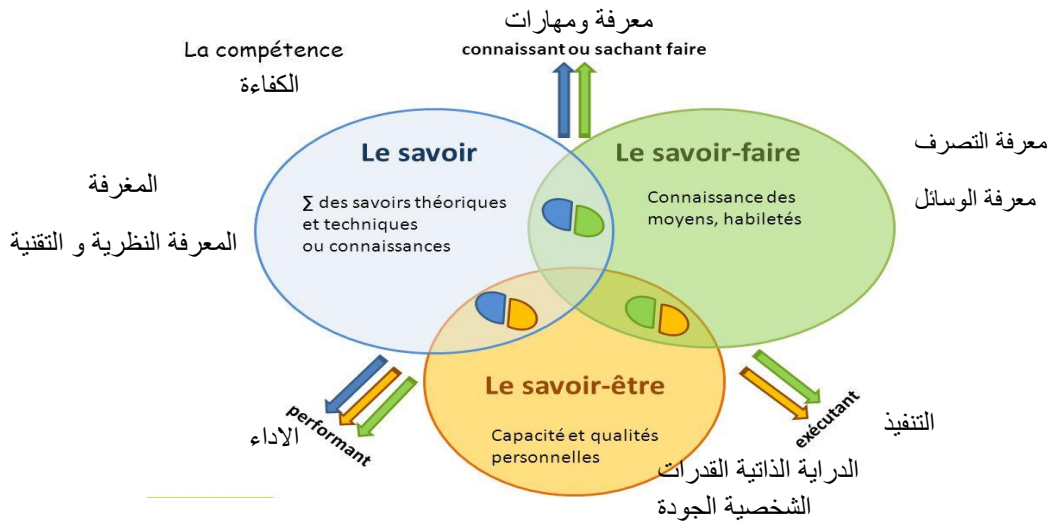 معرفة ومهارات
connaissant ou sachant faire
La compétence
الكفاءة
Le savoir
∑ des savoirs théoriques
et techniques
ou connaissances
Le savoir-faire
Connaissance des
moyens, habiletés
معرفة التصرف
معرفة الوسائل
المغرفة
المعرفة النظرية و التقنية
Le savoir-être
Capacité et qualités
personnelles
performant
الاداء
exécutant
التنفيذ
الدراية الذاتية القدرات
الشخصية الجودة